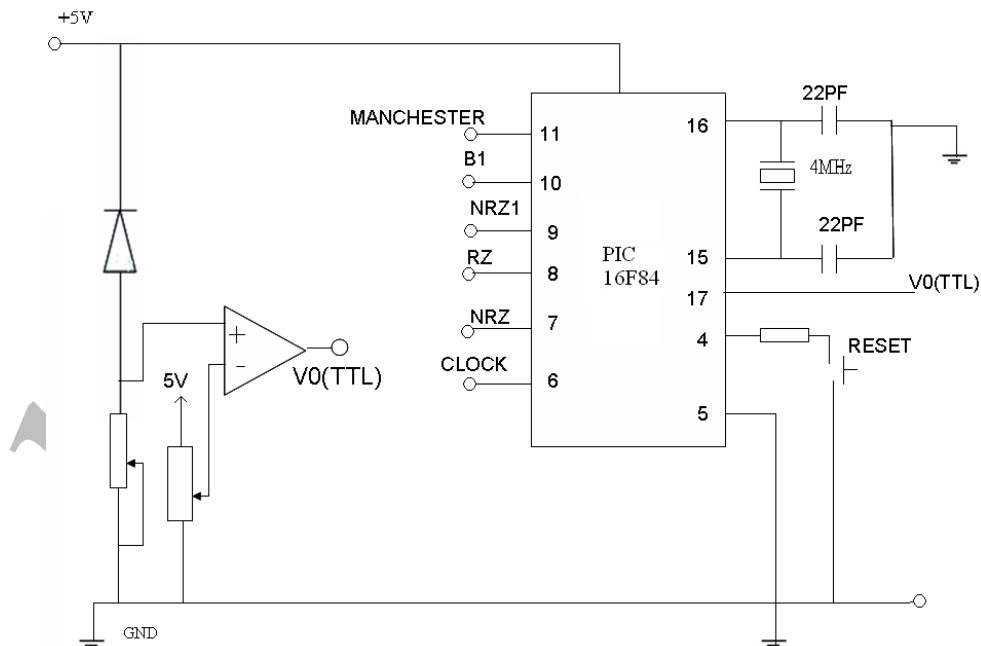 +5V
MANCHESTER
11
B1
10
NRZ1
9
RZ
8
NRZ
7
CLOCK
6
PIC
16F84
16
15
17
4
5
22PF
4MHz
22PF
V0(TTL)
RESET
V0(TTL)
5V
+
-
GND